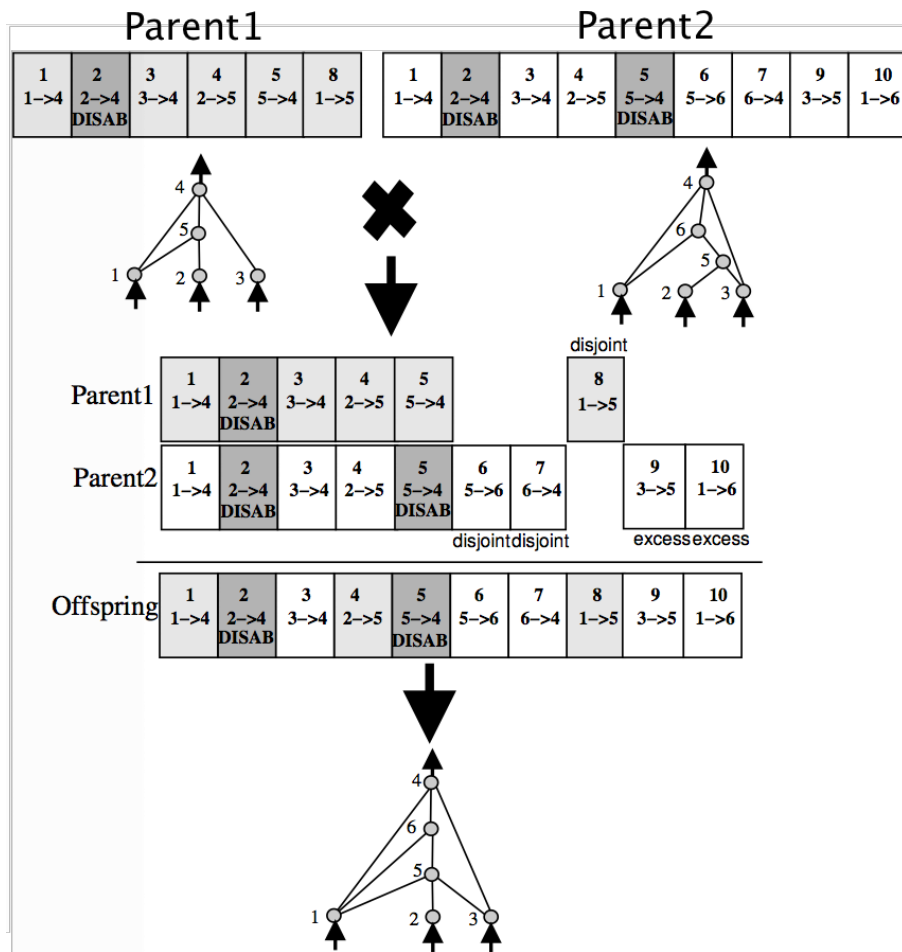 Parent1 Parent2
1 2 3 4 5 8 1 2 3 4 5 6 7 9 10
1->4 2->4 3->4 2->5 5->4 1->5 1->4 2->4 3->4 2->5 5->4 5->6 6->4 3->5 1->6
DISAB DISAB DISAB
4 4
5 6
5
1 2 3 1 2 3
disjoint
Parent1 1 2 3 4 5 8
1->4 2->4 3->4 2->5 5->4 1->5
DISAB
Parent2 1 2 3 4 5 6 7 9 10
1->4 2->4 3->4 2->5 5->4 5->6 6->4 3->5 1->6
DISAB DISAB
disjoint disjoint excess excess
Offspring 1 2 3 4 5 6 7 8 9 10
1->4 2->4 3->4 2->5 5->4 5->6 6->4 1->5 3->5 1->6
DISAB DISAB
4
6
5
1 2 3